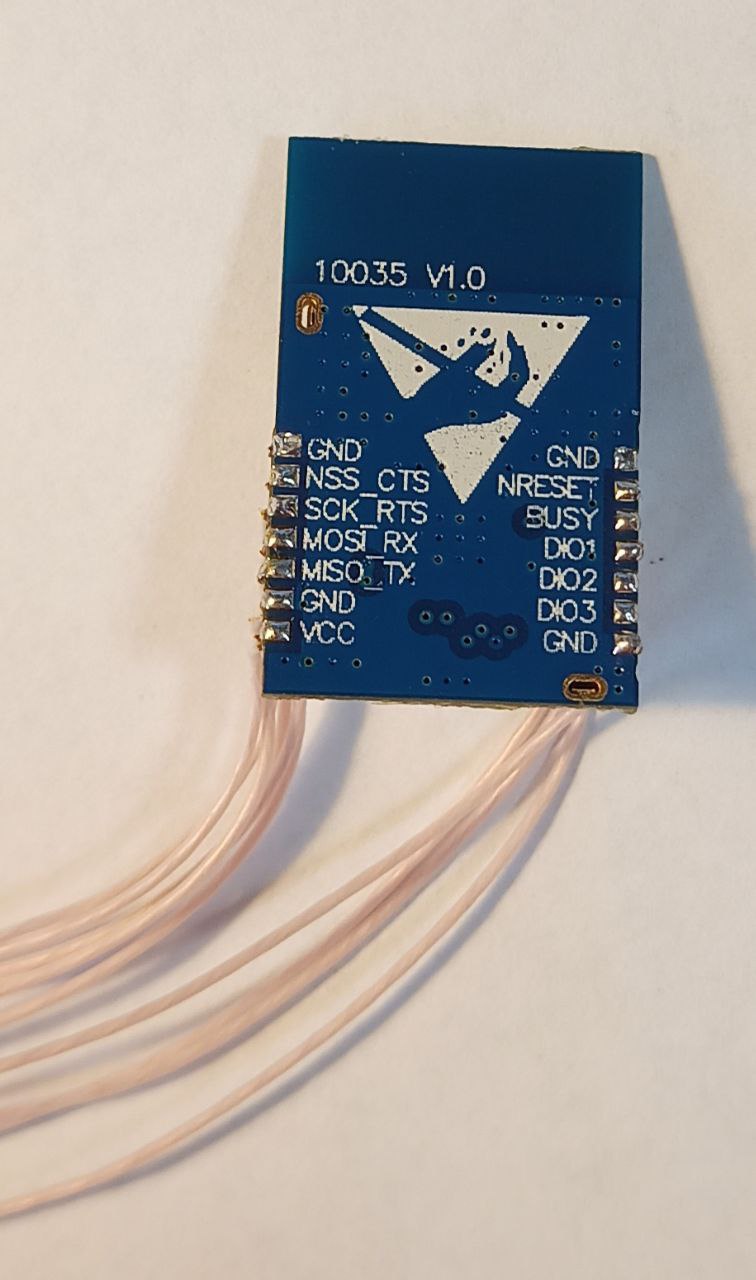 10035 V1.0
GND
NSS_CTS
SCK_RTS
MOSI_RX
MISO_TX
GND
VCC
GND
NRESET
BUSY
DIO1
DIO2
DIO3
GND